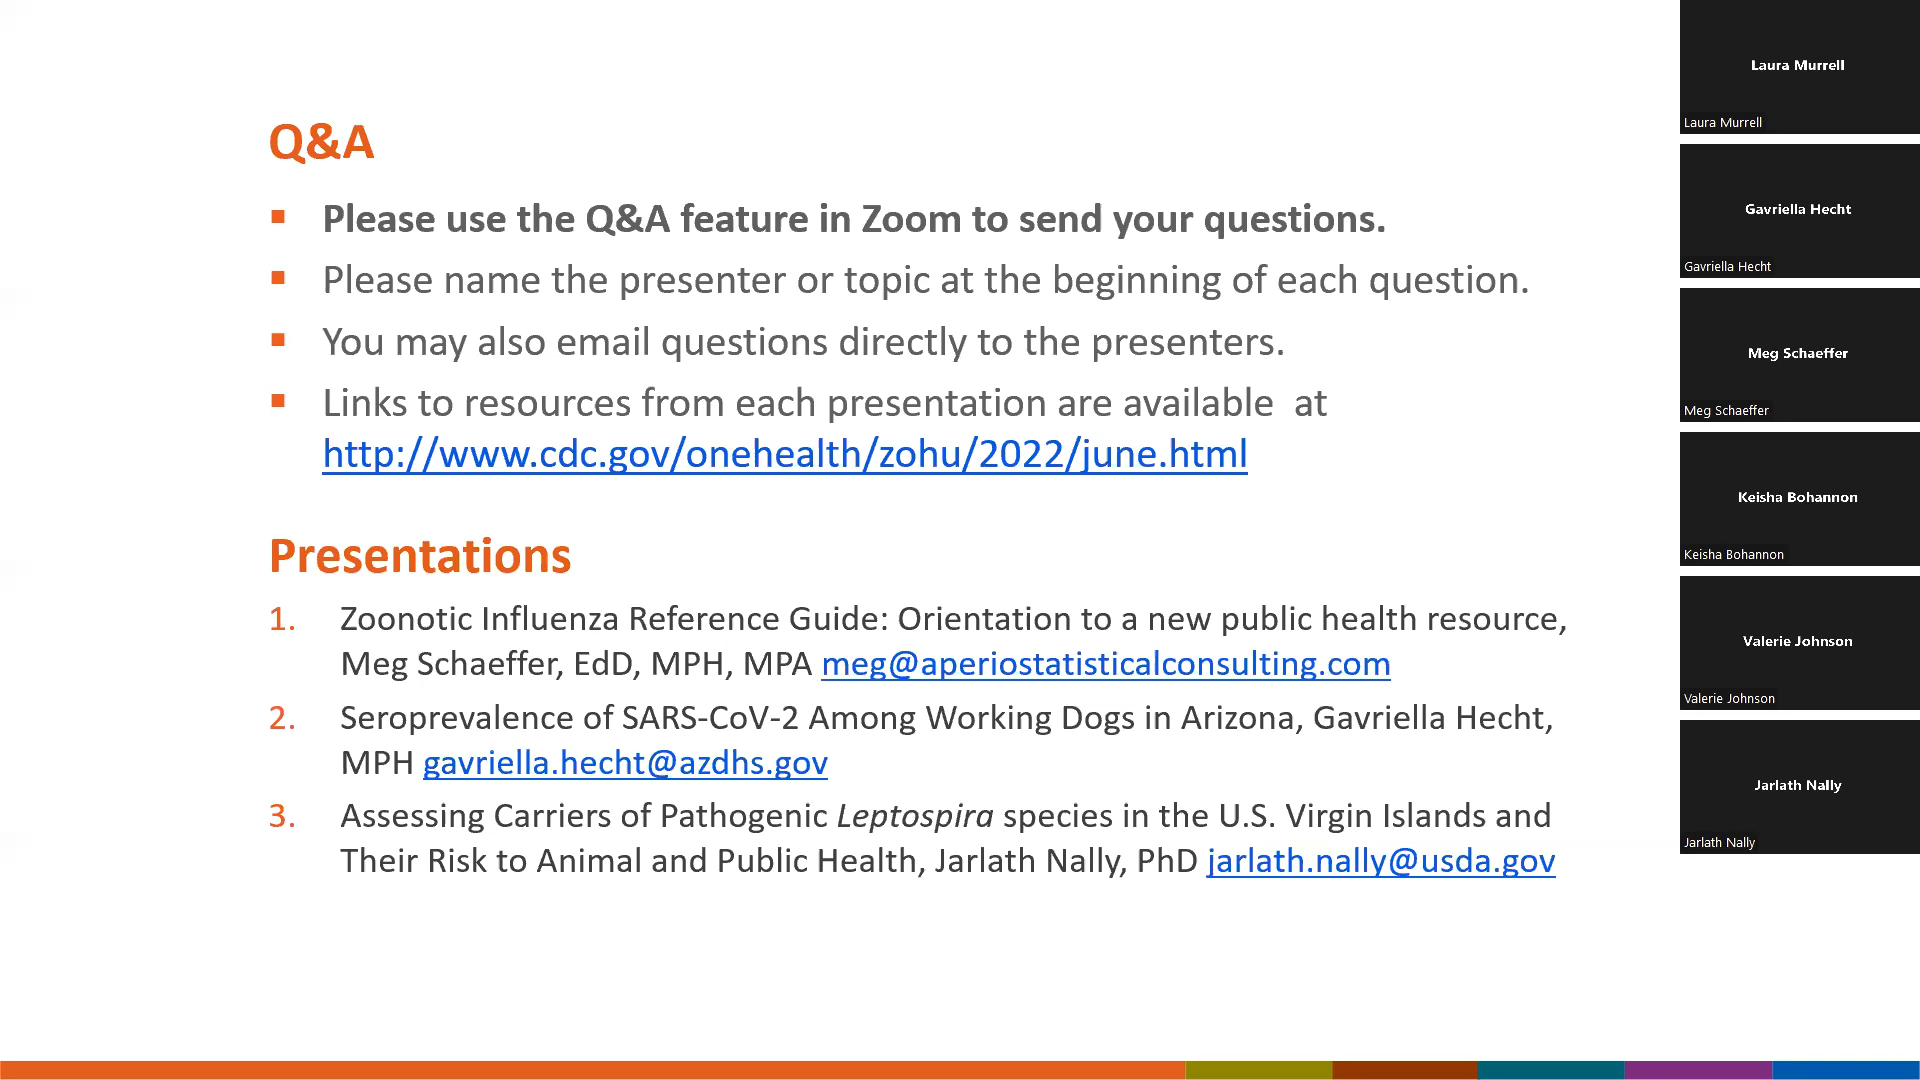 Q&A
▪ Please use the Q&A feature in Zoom to send your questions.
▪ Please name the presenter or topic at the beginning of each question.
▪ You may also email questions directly to the presenters.
▪ Links to resources from each presentation are available  at
http://www.cdc.gov/onehealth/zohu/2022/june.html
Presentations
1. Zoonotic Influenza Reference Guide: Orientation to a new public health resource,
Meg Schaeffer, EdD, MPH, MPA meg@aperiostatisticalconsulting.com
2. Seroprevalence of SARS-CoV-2 Among Working Dogs in Arizona, Gavriella Hecht,
MPH gavriella.hecht@azdhs.gov
3. Assessing Carriers of Pathogenic Leptospira species in the U.S. Virgin Islands and
Their Risk to Animal and Public Health, Jarlath Nally, PhD jarlath.nally@usda.gov
Laura Murrell
Laura Murrell
Gavriella Hecht
Gavriella Hecht
Meg Schaeffer
Meg Schaeffer
Keisha Bohannon
Keisha Bohannon
Valerie Johnson
Valerie Johnson
Jarlath Nally
Jarlath Nally